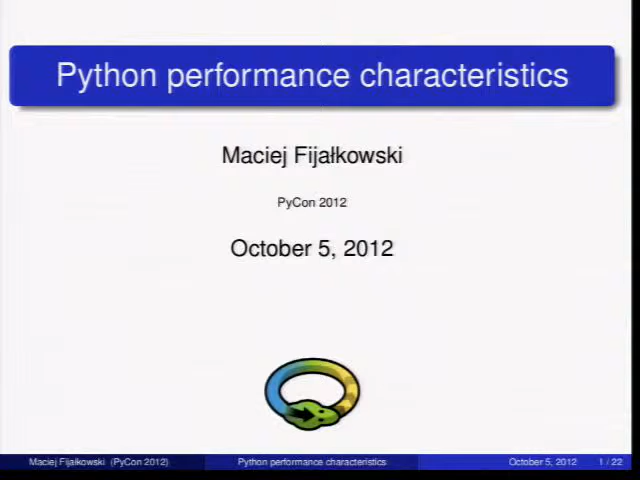 Python performance characteristics
Maciej Fijałkowski
PyCon 2012
October 5, 2012
Maciej Fijałkowski (PyCon 2012) Python performance characteristics October 5, 2012 1 / 22